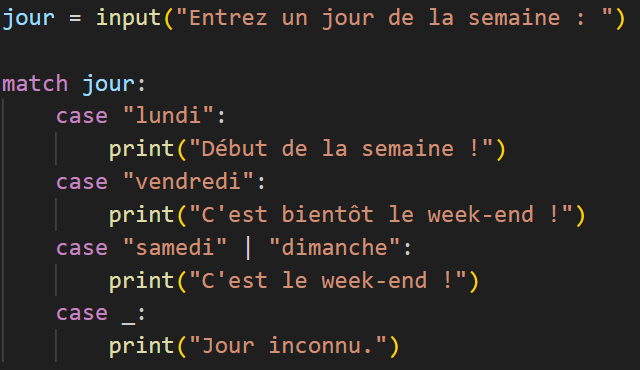 jour = input("Entrez un jour de la semaine : ")
match jour:
case "lundi":
print("Début de la semaine !")
case "vendredi":
print("C'est bientôt le week-end !")
case "samedi" | "dimanche":
print("C'est le week-end !")
case _:
print("Jour inconnu.")